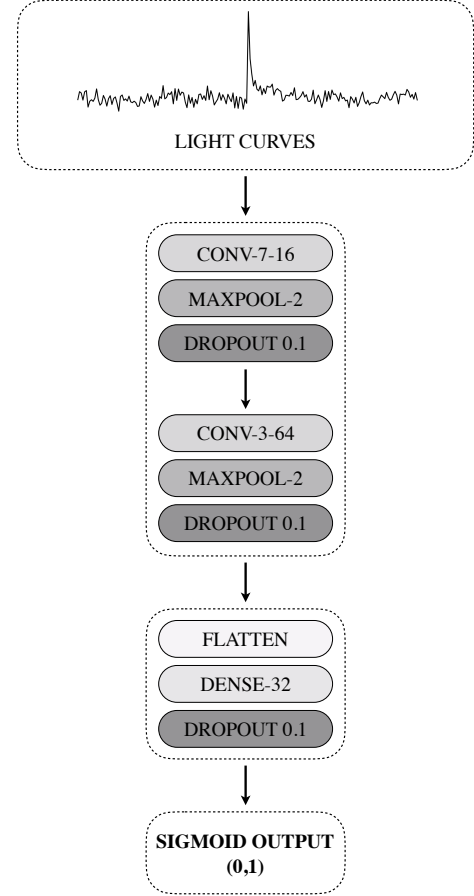 LIGHT CURVES
CONV-7-16
MAXPOOL-2
DROPOUT 0.1
CONV-3-64
MAXPOOL-2
DROPOUT 0.1
FLATTEN
DENSE-32
DROPOUT 0.1
SIGMOID OUTPUT
(0,1)